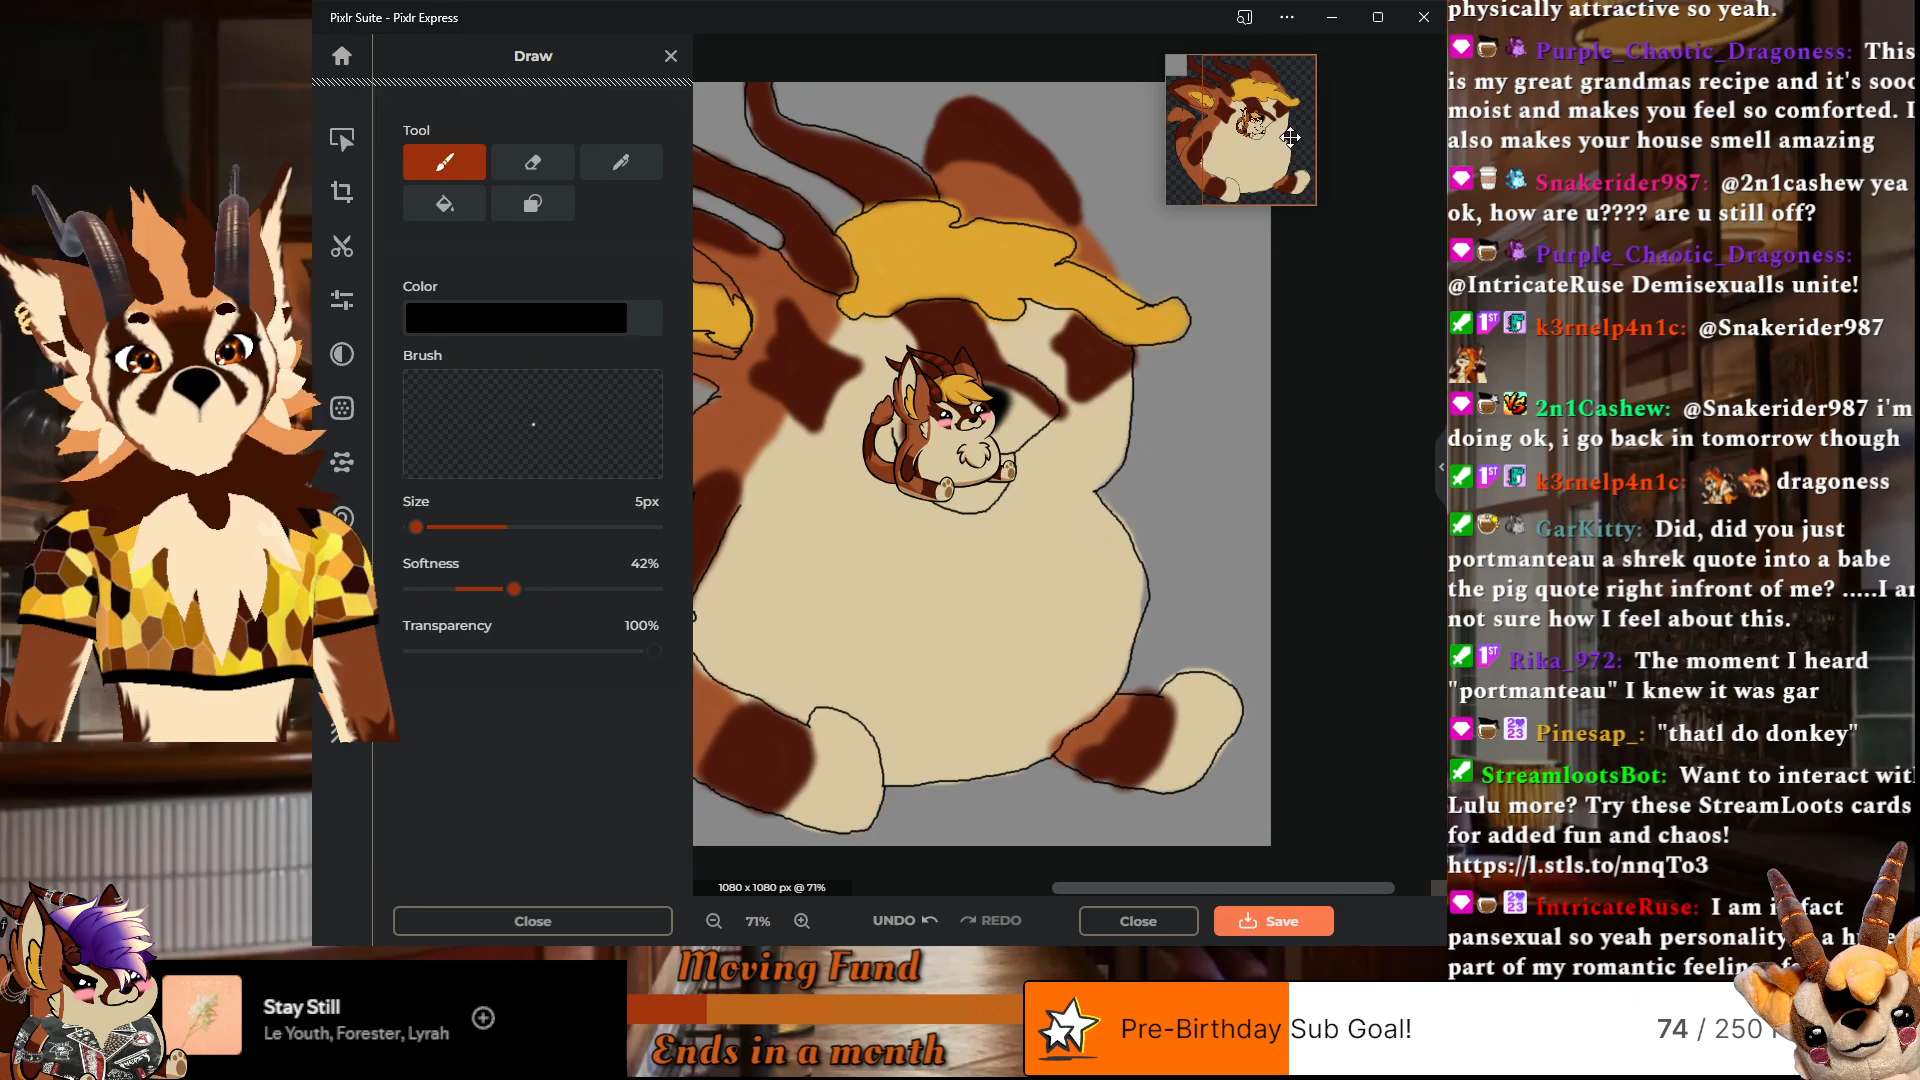 Pixlr Suite - Pixlr Express
Draw
Tool
Color
Brush
Size 5px
Softness 42%
Transparency 100%
Close
1080 x 1080 px @ 71%
71%
UNDO
REDO
Close
Save
physically attractive so yeah.
Purple_Chaotic_Dragoness: This
is my great grandmas recipe and it's sooo
moist and makes you feel so comforted. I
also makes your house smell amazing
Snakerider987: @2n1cashew yea
ok, how are u???? are u still off?
Purple_Chaotic_Dragoness:
@IntricateRuse Demisexualls unite!
1ST k3rnelp4n1c: @Snakerider987
2n1Cashew: @Snakerider987 i'm
doing ok, i go back in tomorrow though
1ST k3rnelp4n1c: dragoness
GarKitty: Did, did you just
portmanteau a shrek quote into a babe
the pig quote right infront of me? .....I
not sure how I feel about this.
1ST Rika_972: The moment I heard
"portmanteau" I knew it was gar
Pinesap_: "thatl do donkey"
StreamlootsBot: Want to interact
Lulu more? Try these StreamLoots cards
for added fun and chaos!
https://l.stls.to/nnqTo3
IntricateRuse: I am fact
pansexual so yeah personality a
part of my romantic
Stay Still
Le Youth, Forester, Lyrah
Moving Fund
Ends in a month
Pre-Birthday Sub Goal!
74 / 250